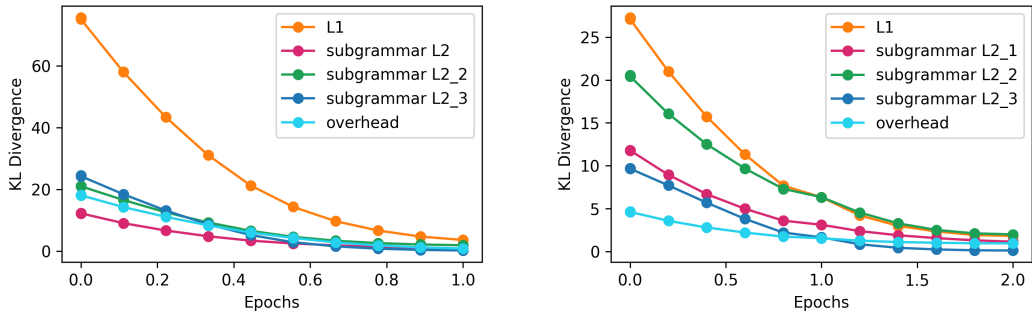 KL Divergence
60
40
20
0
0.0 0.2 0.4 0.6 0.8 1.0
Epochs
L1
subgrammar L2
subgrammar L2_2
subgrammar L2_3
overhead
KL Divergence
25
20
15
10
5
0
0.0 0.5 1.0 1.5 2.0
Epochs
L1
subgrammar L2_1
subgrammar L2_2
subgrammar L2_3
overhead